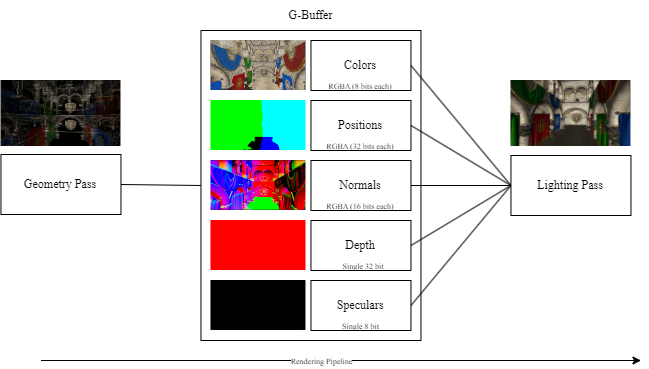 G-Buffer
Colors
RGBA (8 bits each)
Positions
RGBA (32 bits each)
Geometry Pass
Normals
RGBA (16 bits each)
Lighting Pass
Depth
Single 32 bit
Speculars
Single 8 bit
Rendering Pipeline